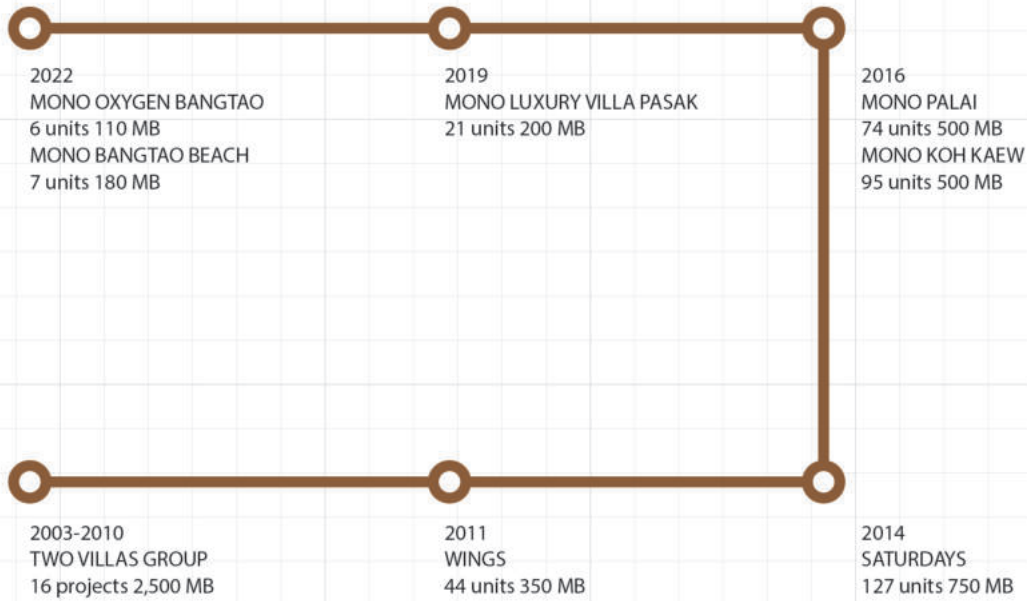 2022
MONO OXYGEN BANGTAO
6 units 110 MB
MONO BANGTAO BEACH
7 units 180 MB
2019
MONO LUXURY VILLA PASAK
21 units 200 MB
2016
MONO PALAI
74 units 500 MB
MONO KOH KAEW
95 units 500 MB
2003-2010
TWO VILLAS GROUP
16 projects 2,500 MB
2011
WINGS
44 units 350 MB
2014
SATURDAYS
127 units 750 MB